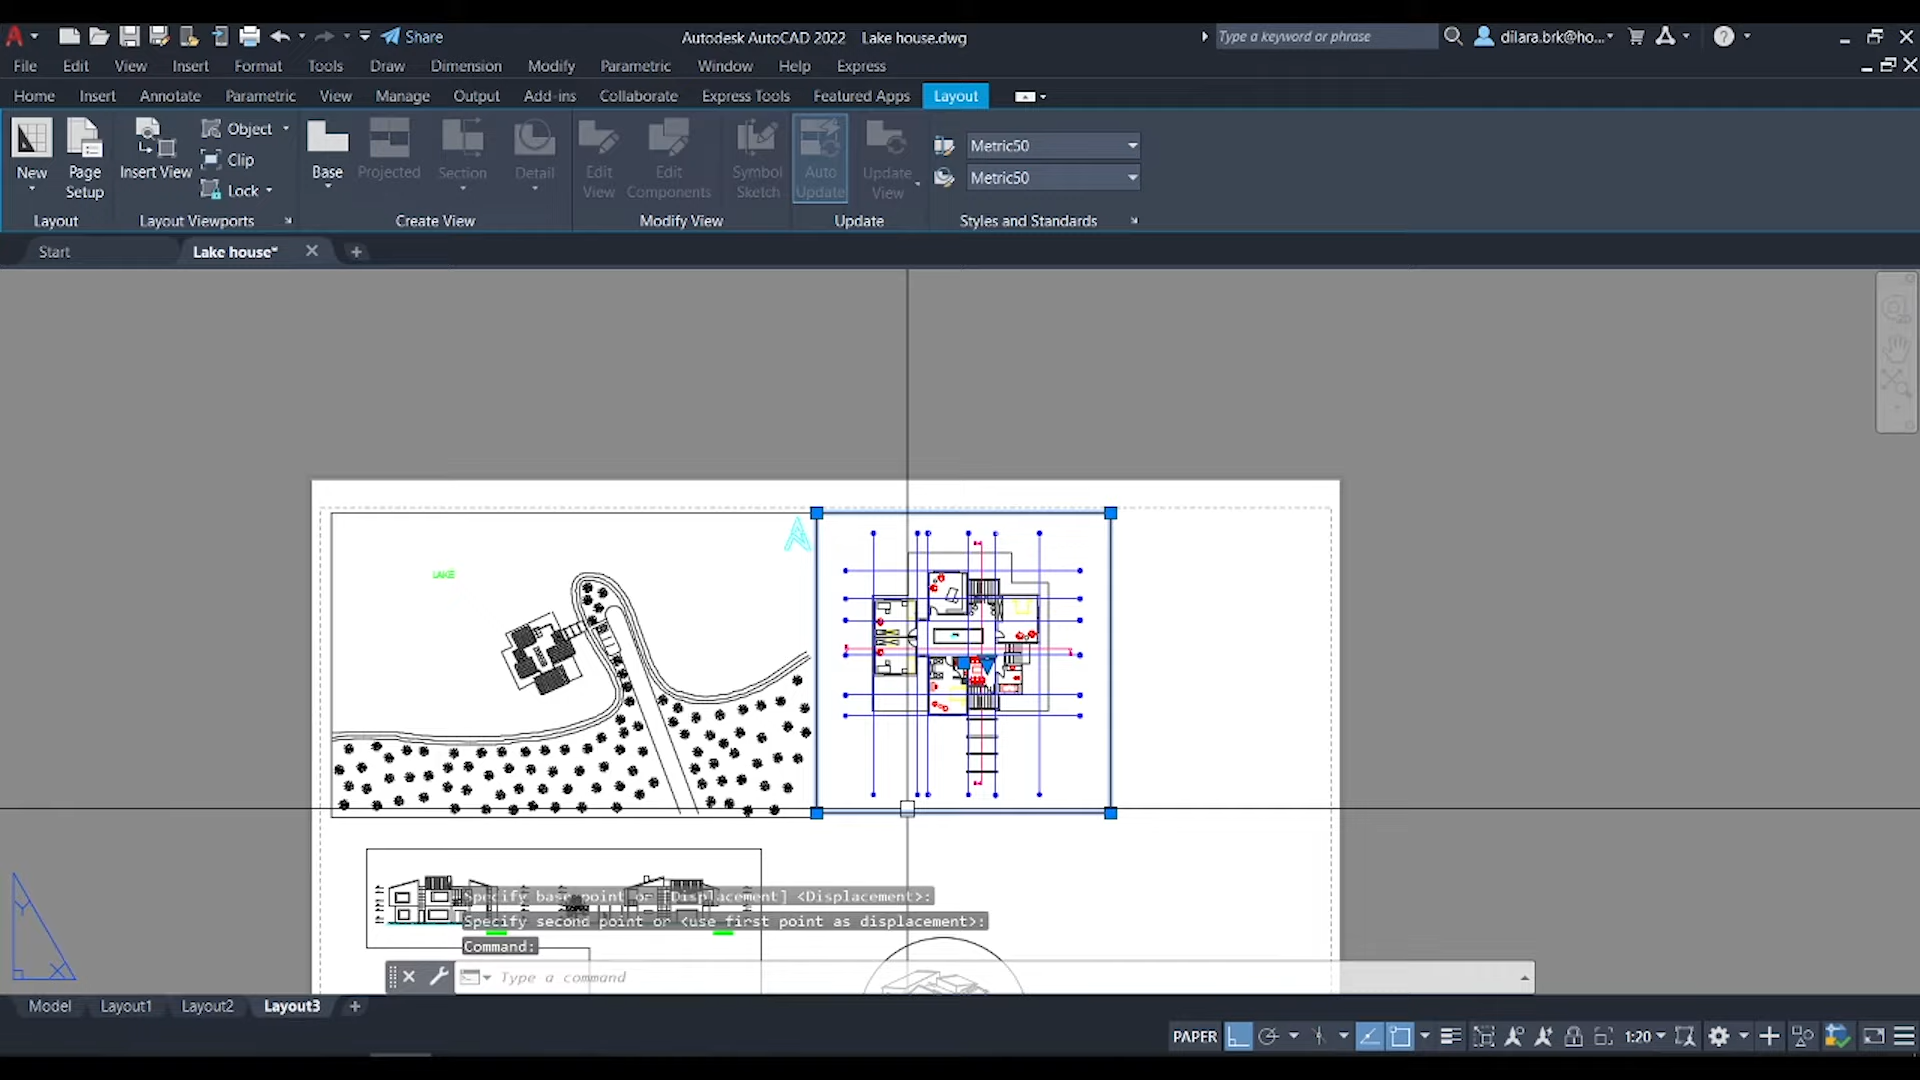 Share
Autodesk AutoCAD 2022 Lake house.dwg
Type a keyword or phrase
dilara.brk@ho...
File Edit View Insert Format Tools Draw Dimension Modify Parametric Window Help Express
Home Insert Annotate Parametric View Manage Output Add-ins Collaborate Express Tools Featured Apps Layout
New
Page Setup
Insert View
Object
Clip
Lock
Base
Projected
Section
Detail
Edit View
Edit Components
Symbol Sketch
Auto Update
Update View
Metric50
Metric50
Layout
Layout Viewports
Create View
Modify View
Update
Styles and Standards
Start
Lake house*
LAKE
Specify base point or [Displacement] <Displacement>:
Specify second point or <use first point as displacement>:
Command:
Type a command
Y
X
Model Layout1 Layout2 Layout3
PAPER
1:20